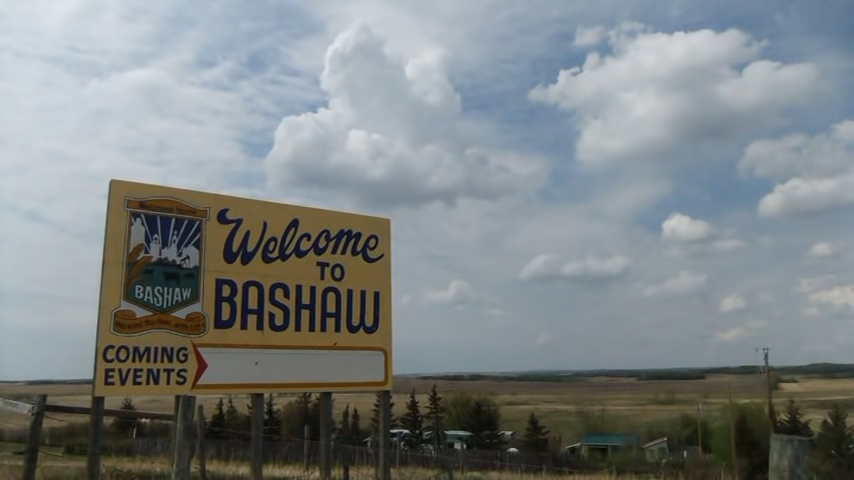 Welcome
TO
BASHAW
BASHAW
COMING
EVENTS